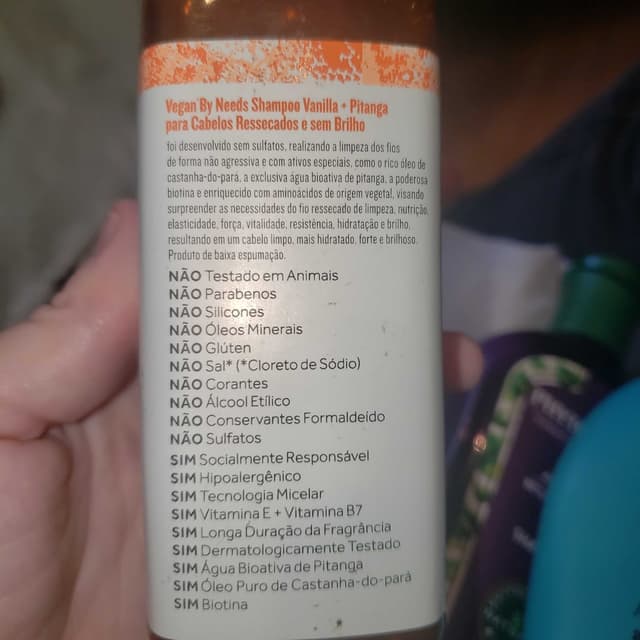 Vegan By Needs Shampoo Vanilla + Pitanga
para Cabelos Ressecados e sem Brilho
foi desenvolvido sem sulfatos, realizando a limpeza dos fios
de forma não agressiva e com ativos especiais, como o rico óleo de
castanha-do-pará, a exclusiva água bioativa de pitanga, a poderosa
biotina e enriquecido com aminoácidos de origem vegetal, visando
surpreender as necessidades do fio ressecado de limpeza, nutrição,
elasticidade, força, vitalidade, resistência, hidratação e brilho,
resultando em um cabelo limpo, mais hidratado, forte e brilhoso.
Produto de baixa espumação.
NÃO Testado em Animais
NÃO Parabenos
NÃO Silicones
NÃO Óleos Minerais
NÃO Glúten
NÃO Sal* (*Cloreto de Sódio)
NÃO Corantes
NÃO Álcool Etílico
NÃO Conservantes Formaldeído
NÃO Sulfatos
SIM Socialmente Responsável
SIM Hipoalergênico
SIM Tecnologia Micelar
SIM Vitamina E + Vitamina B7
SIM Longa Duração da Fragrância
SIM Dermatologicamente Testado
SIM Água Bioativa de Pitanga
SIM Óleo Puro de Castanha-do-pará
SIM Biotina